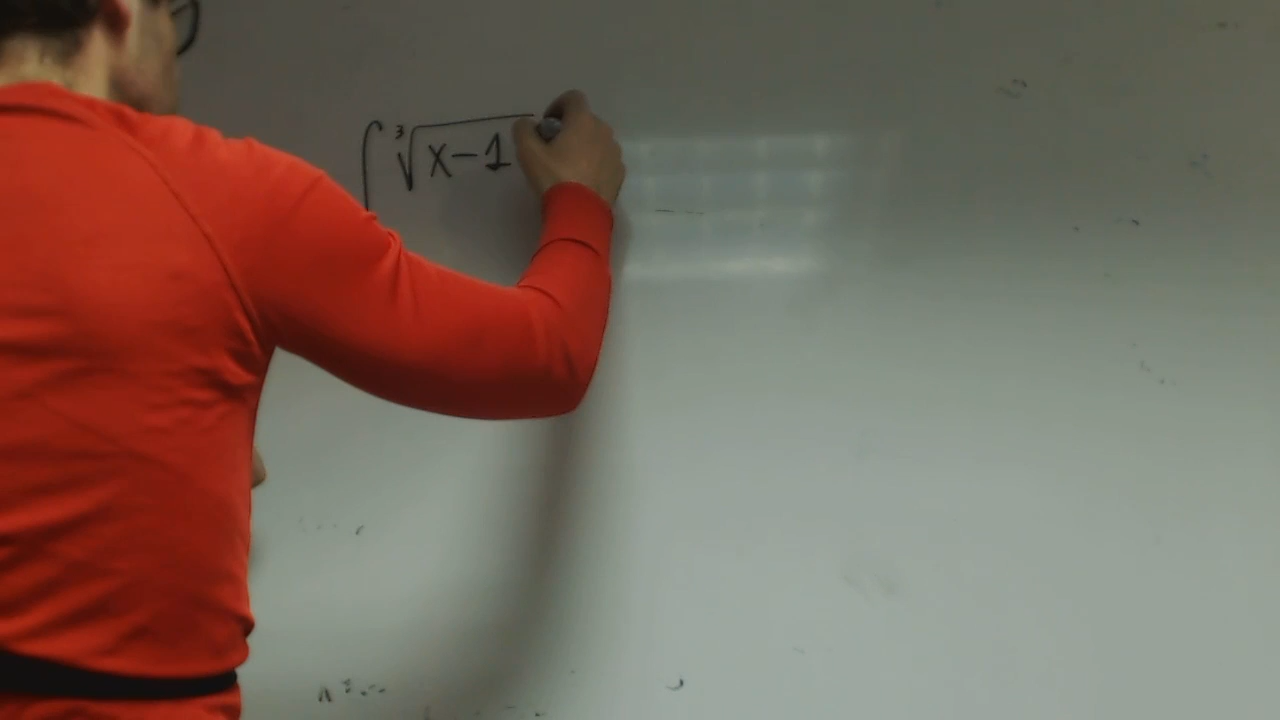 ∫ ∛(x-1)